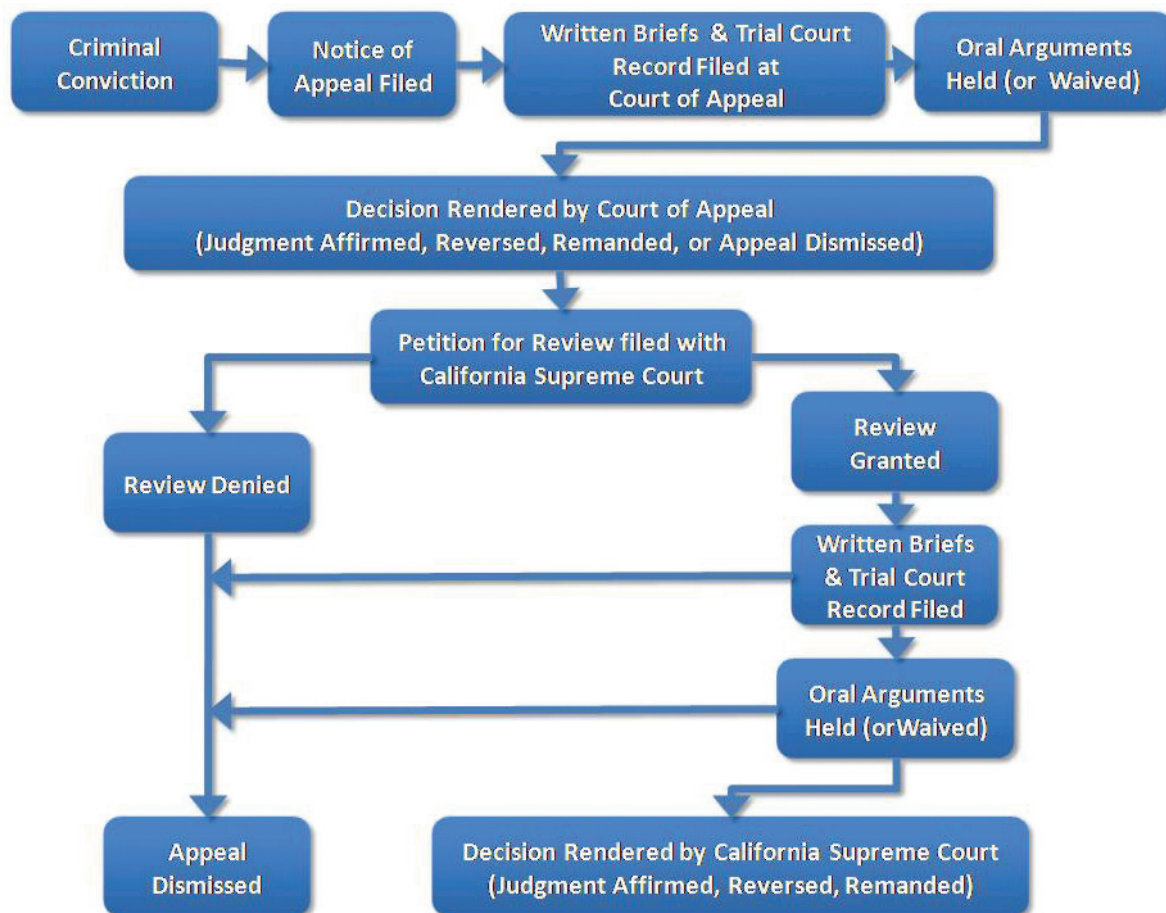 Criminal
Conviction
Notice of
Appeal Filed
Written Briefs & Trial Court
Record Filed at
Court of Appeal
Oral Arguments
Held (or Waived)
Decision Rendered by Court of Appeal
(Judgment Affirmed, Reversed, Remanded, or Appeal Dismissed)
Petition for Review filed with
California Supreme Court
Review Denied
Review
Granted
Written Briefs
& Trial Court
Record Filed
Oral Arguments
Held (orWaived)
Appeal
Dismissed
Decision Rendered by California Supreme Court
(Judgment Affirmed, Reversed, Remanded)